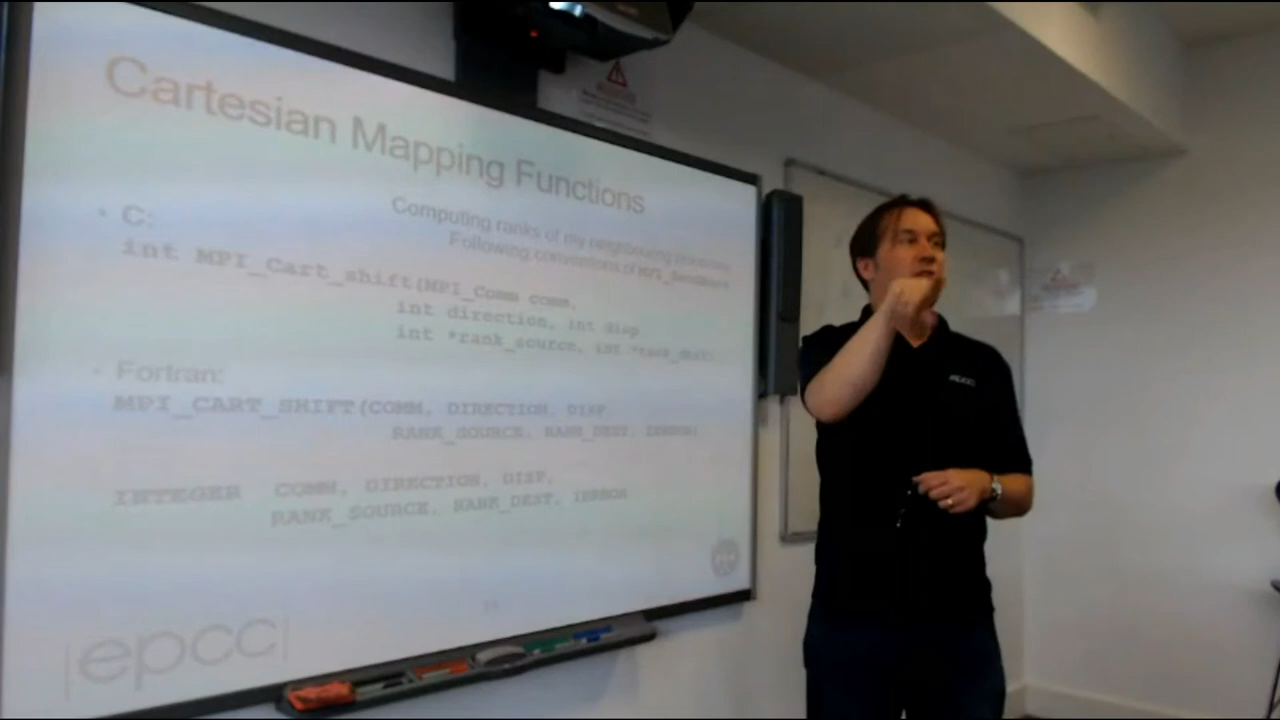 Cartesian Mapping Functions
Computing ranks of my neighbouring processes
Following conventions of MPI_SendRecv
• C:
int MPI_Cart_shift(MPI_Comm comm,
int direction, int disp
int *rank_source, int *rank_dest)
• Fortran:
MPI_CART_SHIFT(COMM, DIRECTION, DISP,
RANK_SOURCE, RANK_DEST, IERROR)
INTEGER COMM, DIRECTION, DISP,
RANK_SOURCE, RANK_DEST, IERROR
|epcc|
epcc